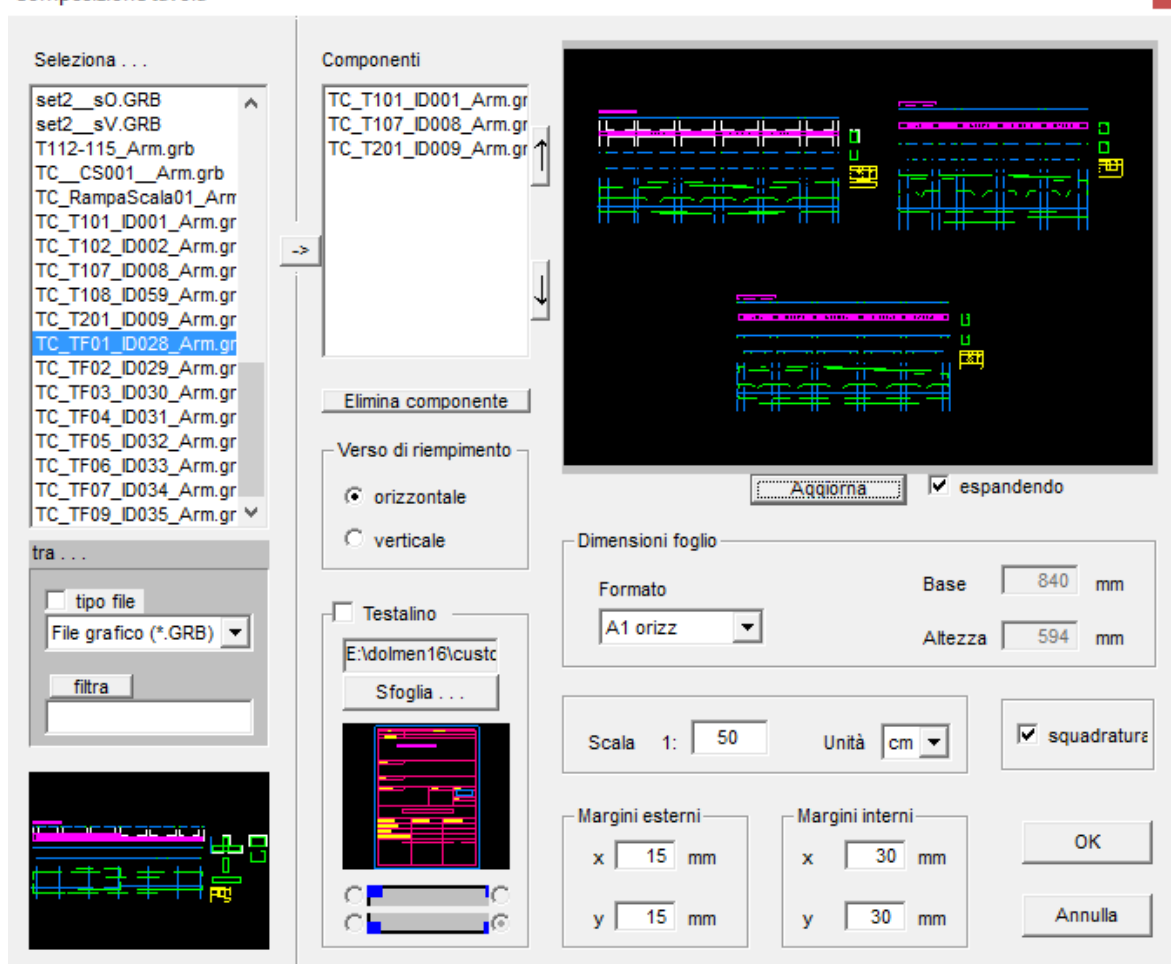 Seleziona . . .
set2__sO.GRB
set2__sV.GRB
T112-115_Arm.grb
TC__CS001__Arm.grb
TC_RampaScala01_Arm
TC_T101_ID001_Arm.gr
TC_T102_ID002_Arm.gr
TC_T107_ID008_Arm.gr
TC_T108_ID059_Arm.gr
TC_T201_ID009_Arm.gr
TC_TF01_ID028_Arm.gr
TC_TF02_ID029_Arm.gr
TC_TF03_ID030_Arm.gr
TC_TF04_ID031_Arm.gr
TC_TF05_ID032_Arm.gr
TC_TF06_ID033_Arm.gr
TC_TF07_ID034_Arm.gr
TC_TF09_ID035_Arm.gr
tra . . .
tipo file
File grafico (*.GRB)
filtra
->
Componenti
TC_T101_ID001_Arm.gr
TC_T107_ID008_Arm.gr
TC_T201_ID009_Arm.gr
Elimina componente
Verso di riempimento
orizzontale
verticale
Testalino
E:\dolmen16\custc
Sfoglia . . .
Aggiorna
espandendo
Dimensioni foglio
Formato
A1 orizz
Base 840 mm
Altezza 594 mm
Scala 1: 50 Unità cm
squadratura
Margini esterni
x 15 mm
y 15 mm
Margini interni
x 30 mm
y 30 mm
OK
Annulla